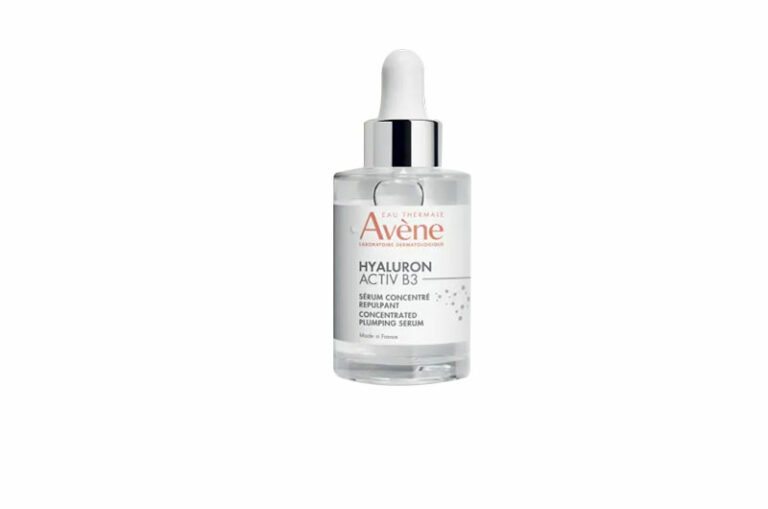 EAU THERMALE
Avène
LABORATOIRE DERMATOLOGIQUE
HYALURON
ACTIV B3
SÉRUM CONCENTRÉ
REPULPANT
CONCENTRATED
PLUMPING SERUM
Made in France